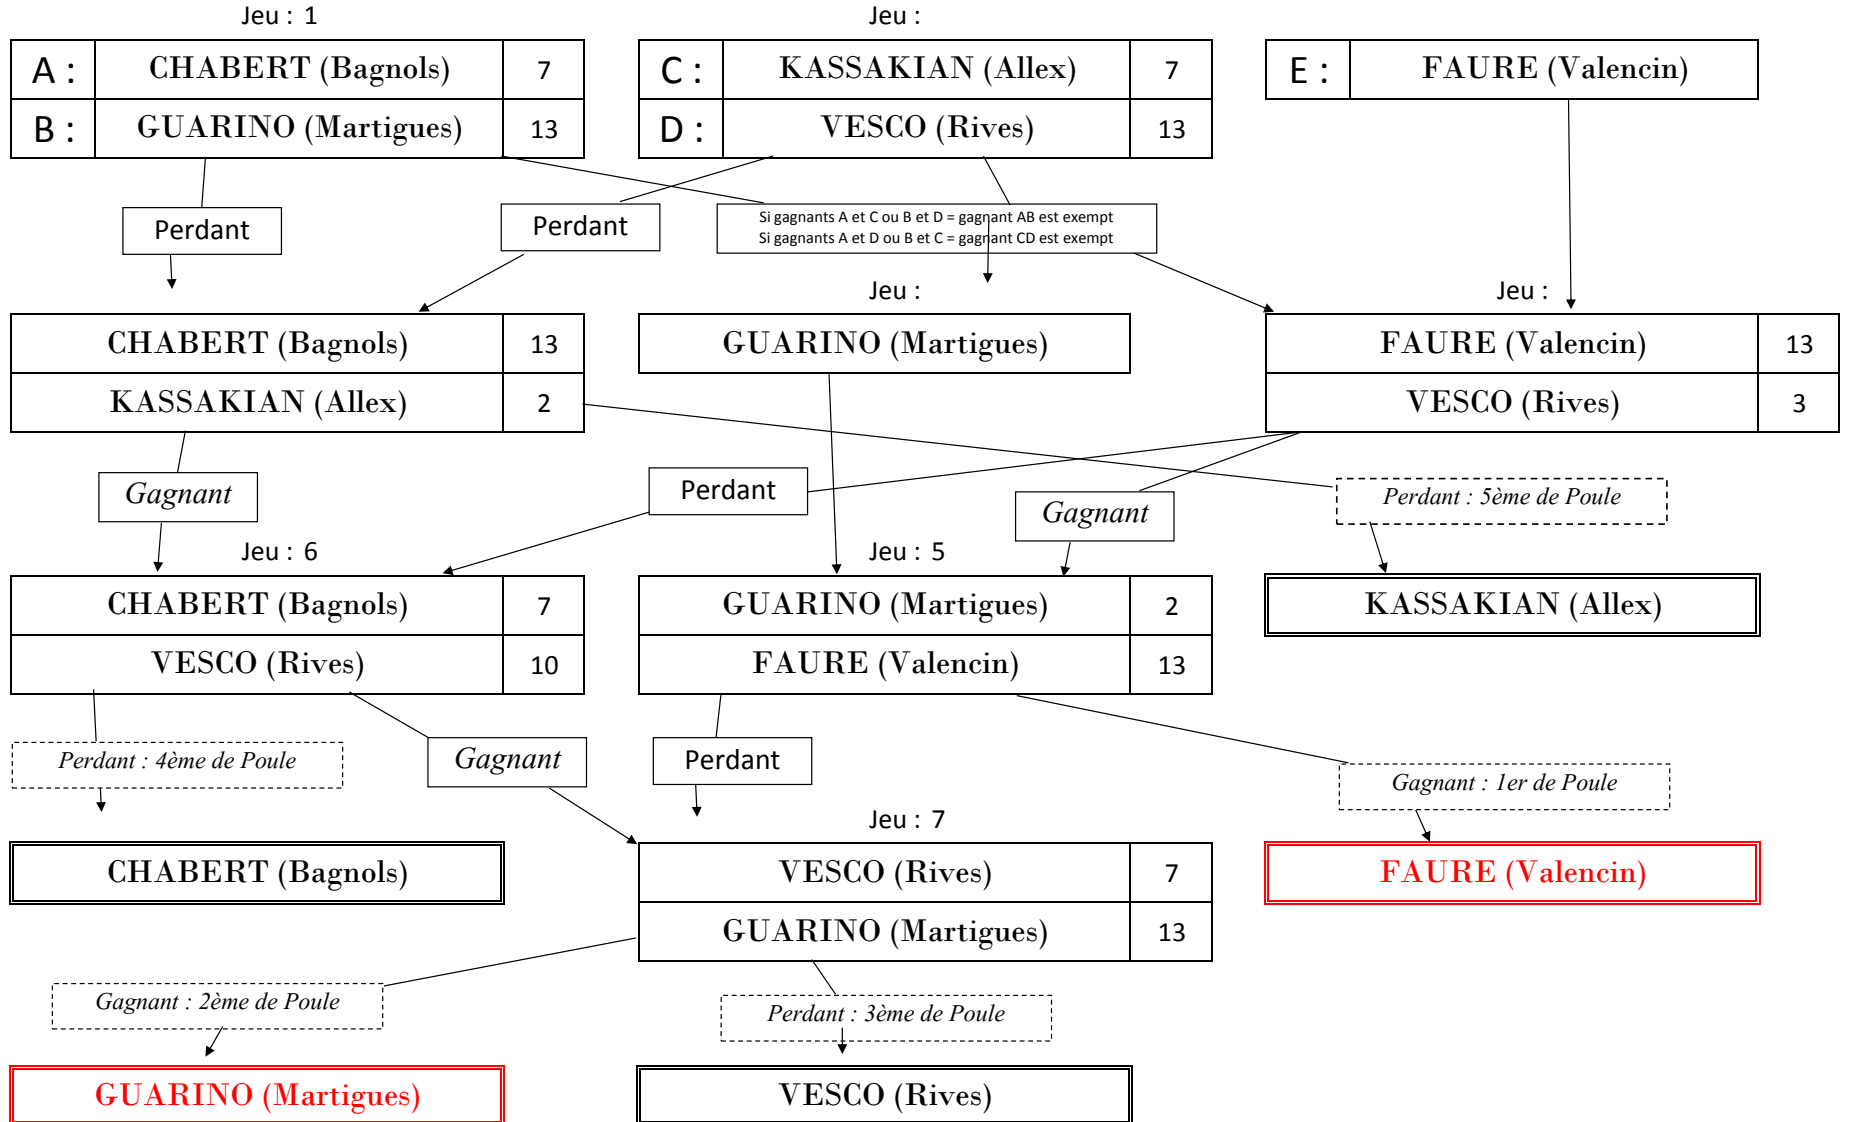 Jeu : 1
Jeu :
A : CHABERT (Bagnols) 7
C : KASSAKIAN (Allex) 7
E : FAURE (Valencin)
B : GUARINO (Martigues) 13
D : VESCO (Rives) 13
Perdant
Perdant
Si gagnants A et C ou B et D = gagnant AB est exempt
Si gagnants A et D ou B et C = gagnant CD est exempt
Jeu :
Jeu :
CHABERT (Bagnols) 13
GUARINO (Martigues)
FAURE (Valencin) 13
KASSAKIAN (Allex) 2
VESCO (Rives) 3
Gagnant
Perdant
Gagnant
Perdant : 5ème de Poule
Jeu : 6
Jeu : 5
CHABERT (Bagnols) 7
GUARINO (Martigues) 2
KASSAKIAN (Allex)
VESCO (Rives) 10
FAURE (Valencin) 13
Perdant : 4ème de Poule
Gagnant
Perdant
Gagnant : 1er de Poule
Jeu : 7
CHABERT (Bagnols)
VESCO (Rives) 7
FAURE (Valencin)
GUARINO (Martigues) 13
Gagnant : 2ème de Poule
Perdant : 3ème de Poule
GUARINO (Martigues)
VESCO (Rives)